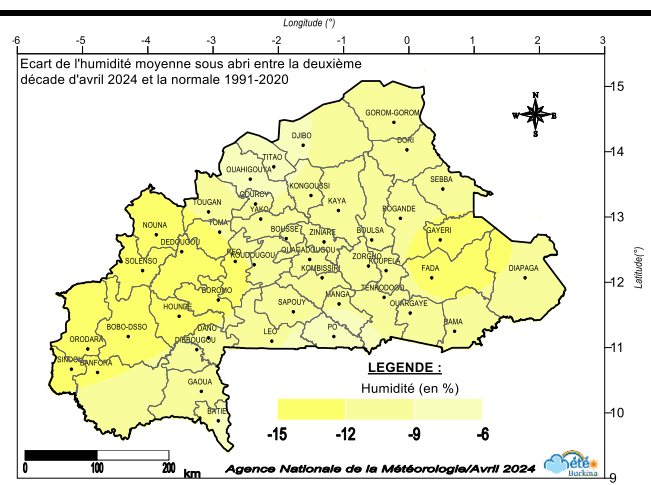 Longitude (°)
-6 -5 -4 -3 -2 -1 0 1 2 3
Ecart de l'humidité moyenne sous abri entre la deuxième
décade d'avril 2024 et la normale 1991-2020
15
GOROM-GOROM
N
W E
S
DJIBO
DORI
14
TITAO
OUAHIGOUYA
SEBBA
KONGOUSSI
GOURCY
TOUGAN
KAYA
YAKO
BOGANDE
13
NOUNA
TOMA
BOUSSE
ZINIARE
BOULSA
GAYERI
DEDOUGOU
OUAGADOUGOU
REO
KOUDOUGOU
ZORGHO
SOLENSO
KOUPELA
KOMBISSIRI
FADA
DIAPAGA
12
Latitude(°)
TENKODOGO
BOROMO
MANGA
SAPOUY
OUARGAYE
HOUNDE
BOBO-DSSO
DANO
LEO
PO
PAMA
ORODARA
DIEBOUGOU
11
SINDOU
BANFORA
LEGENDE :
GAOUA
Humidité (en %)
BATIE
10
-15 -12 -9 -6
0 100 200
km
Agence Nationale de la Météorologie/Avril 2024
Météo
Burkina
9